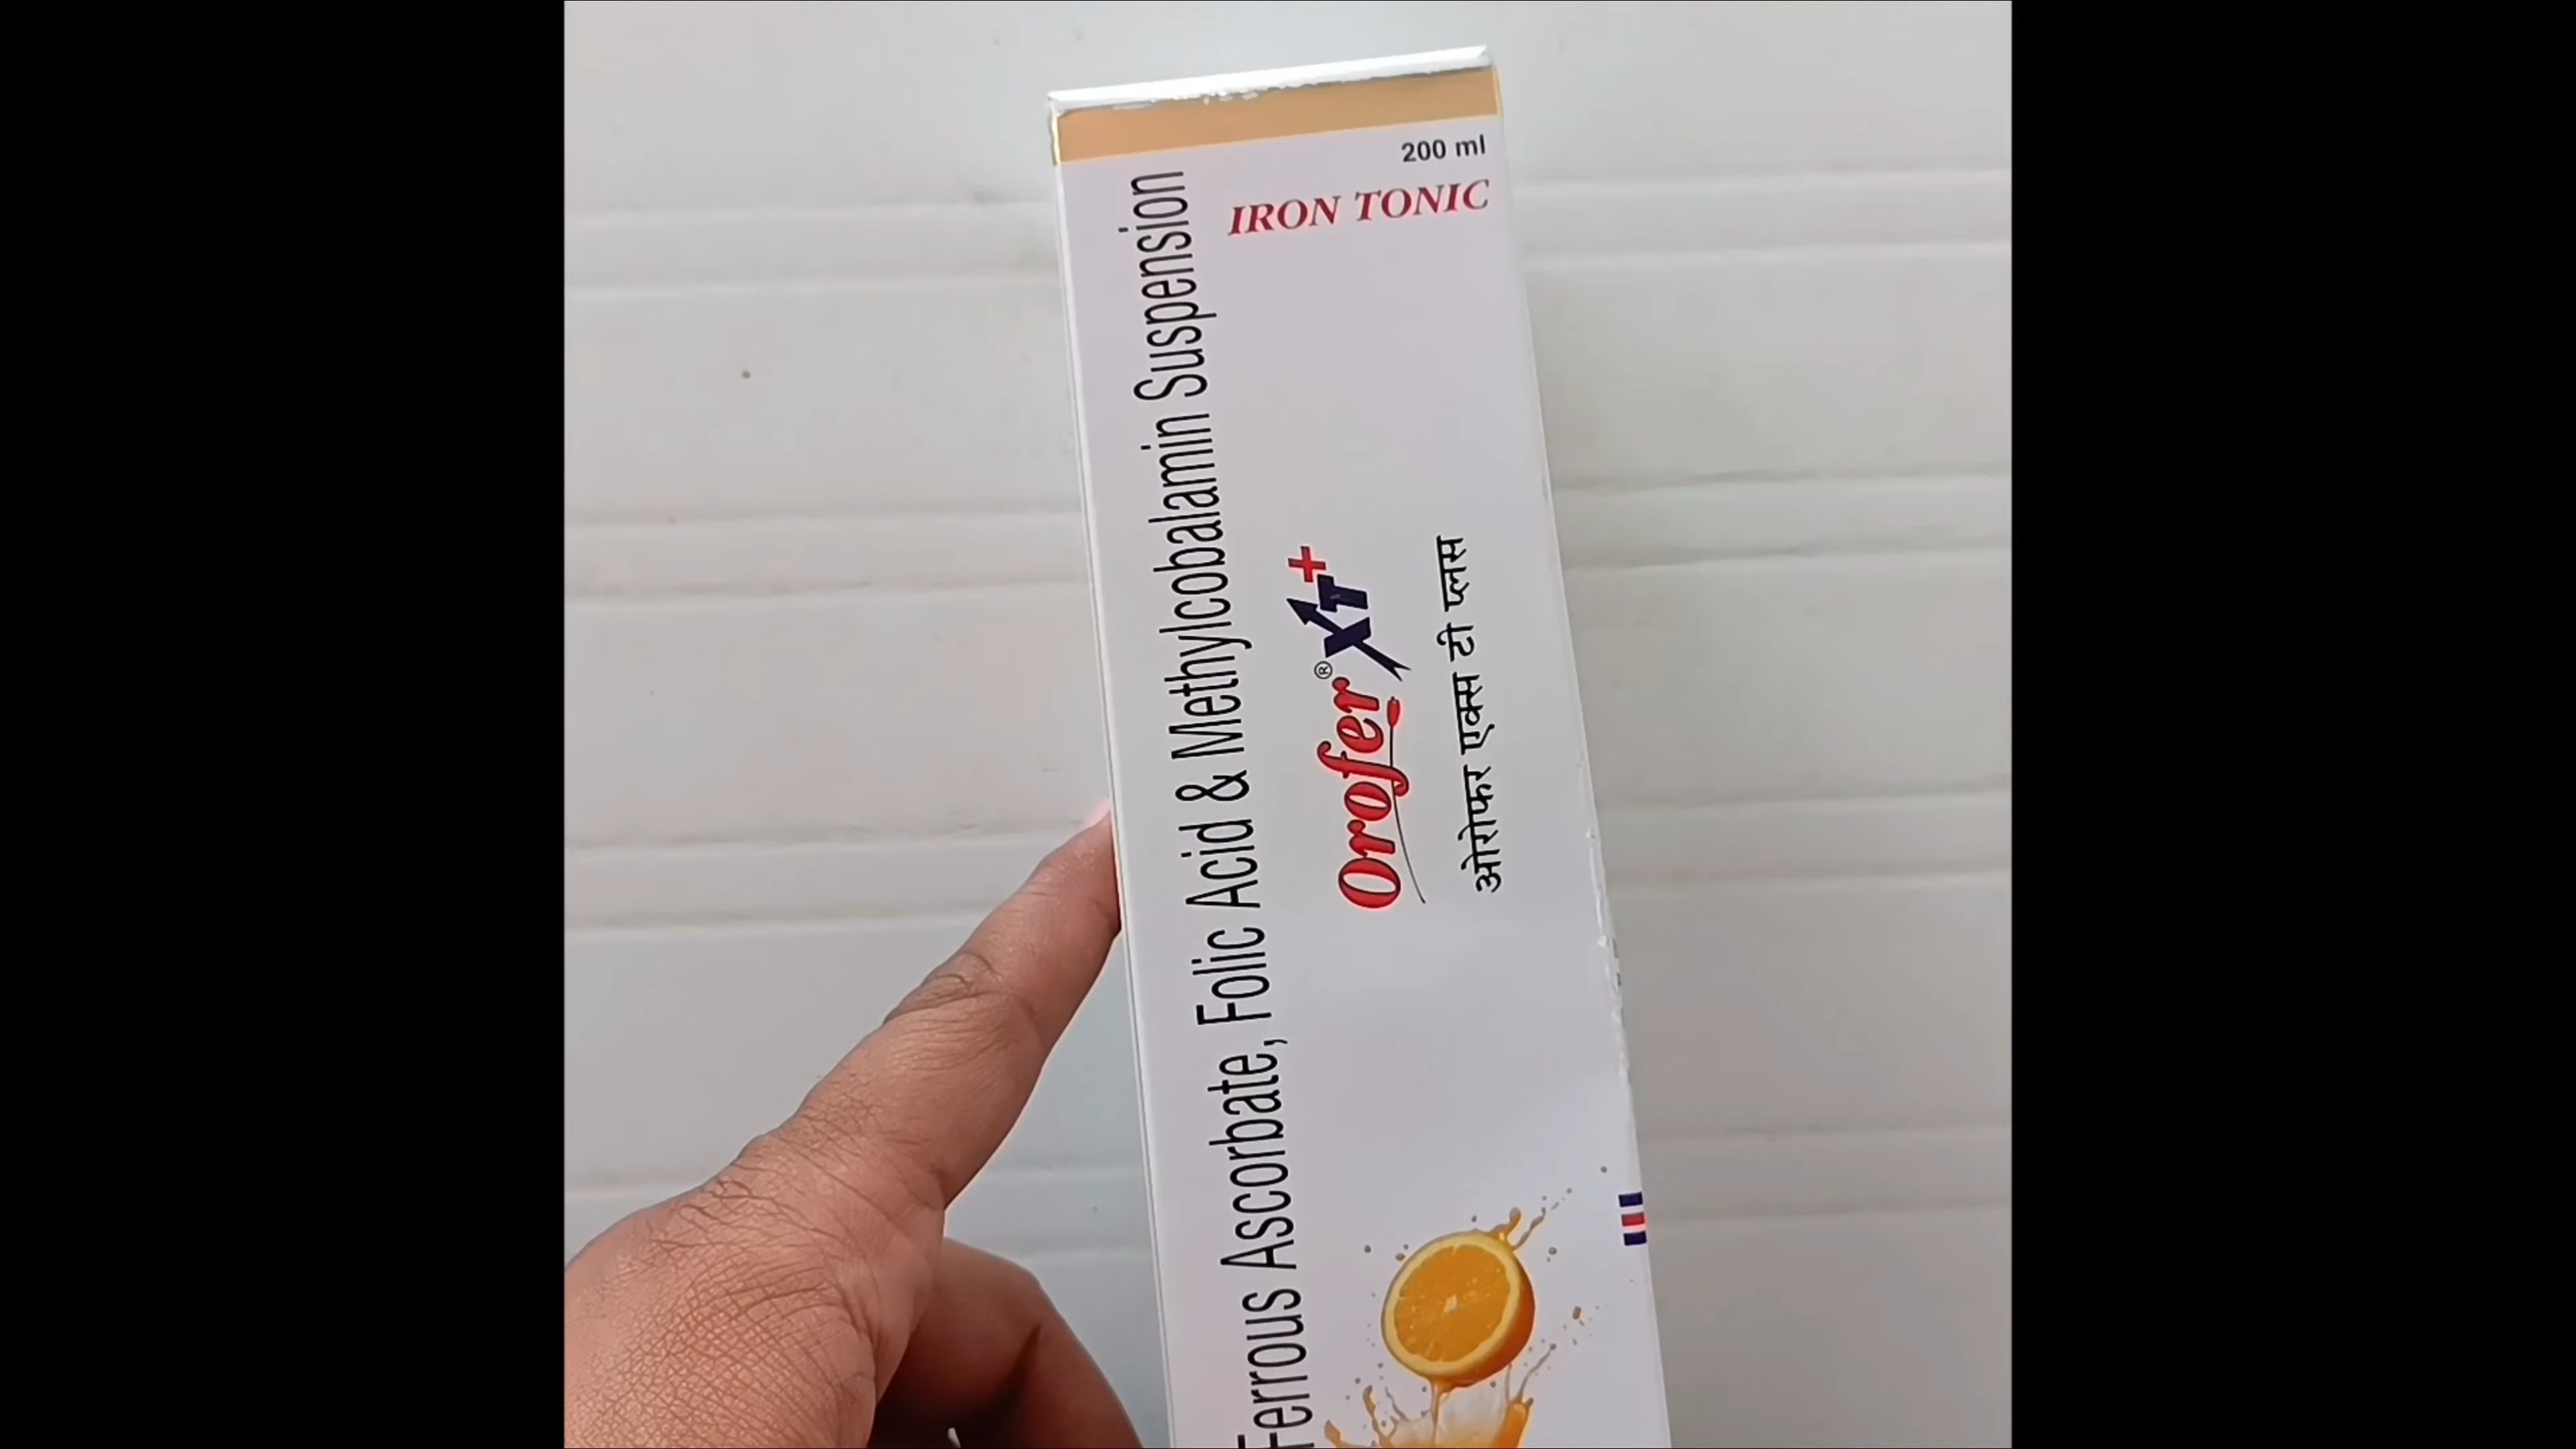 200 ml
IRON TONIC
Ferrous Ascorbate, Folic Acid & Methylcobalamin Suspension
Orofer® XT+
ओरोफर एक्स टी प्लस